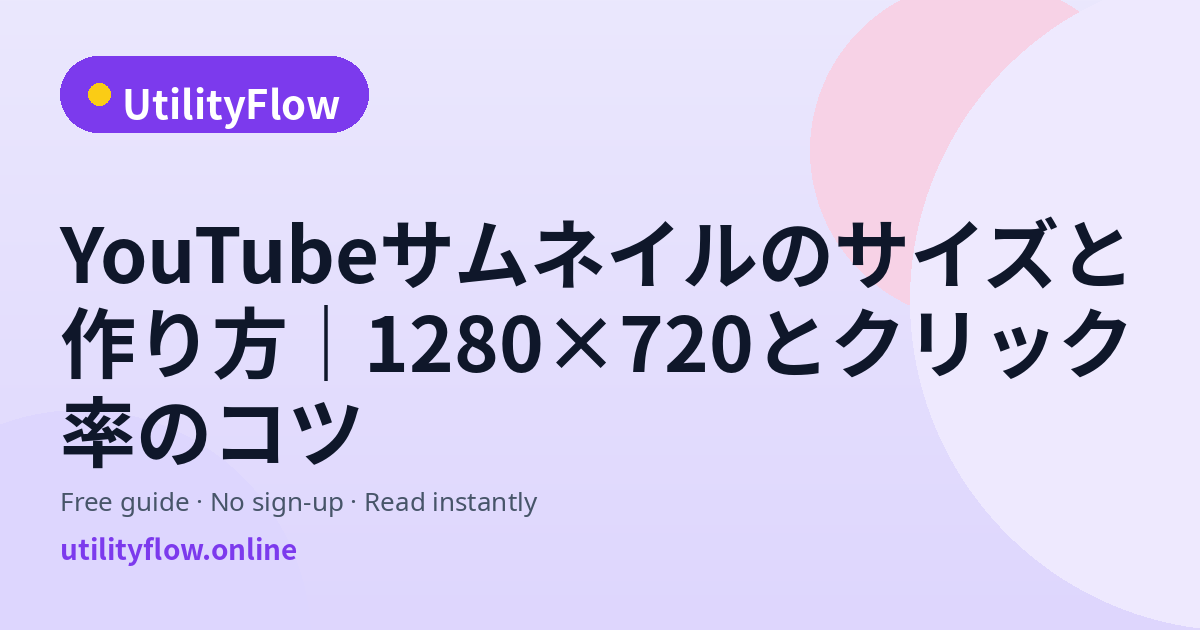 UtilityFlow
YouTubeサムネイルのサイズと
作り方｜1280×720とクリック
率のコツ
Free guide · No sign-up · Read instantly
utilityflow.online